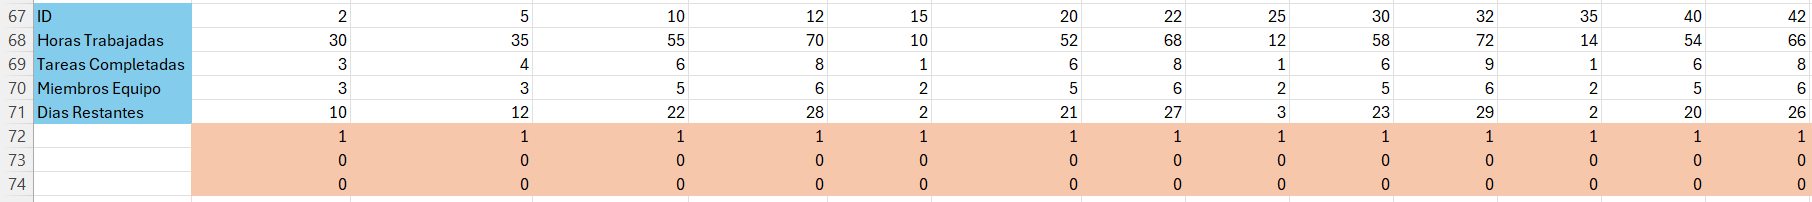 67 ID 2 5 10 12 15 20 22 25 30 32 35 40 42
68 Horas Trabajadas 30 35 55 70 10 52 68 12 58 72 14 54 66
69 Tareas Completadas 3 4 6 8 1 6 8 1 6 9 1 6 8
70 Miembros Equipo 3 3 5 6 2 5 6 2 5 6 2 5 6
71 Dias Restantes 10 12 22 28 2 21 27 3 23 29 2 20 26
72 1 1 1 1 1 1 1 1 1 1 1 1 1
73 0 0 0 0 0 0 0 0 0 0 0 0 0
74 0 0 0 0 0 0 0 0 0 0 0 0 0